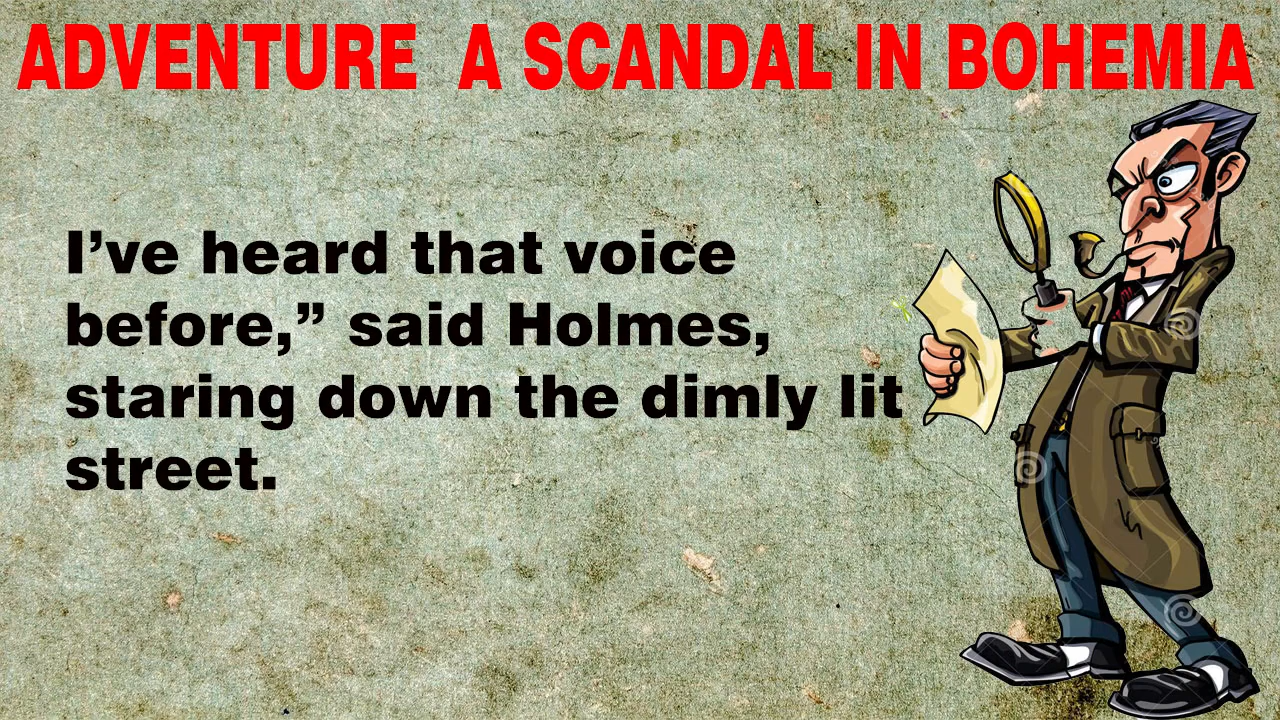 ADVENTURE A SCANDAL IN BOHEMIA
I’ve heard that voice
before,” said Holmes,
staring down the dimly lit
street.